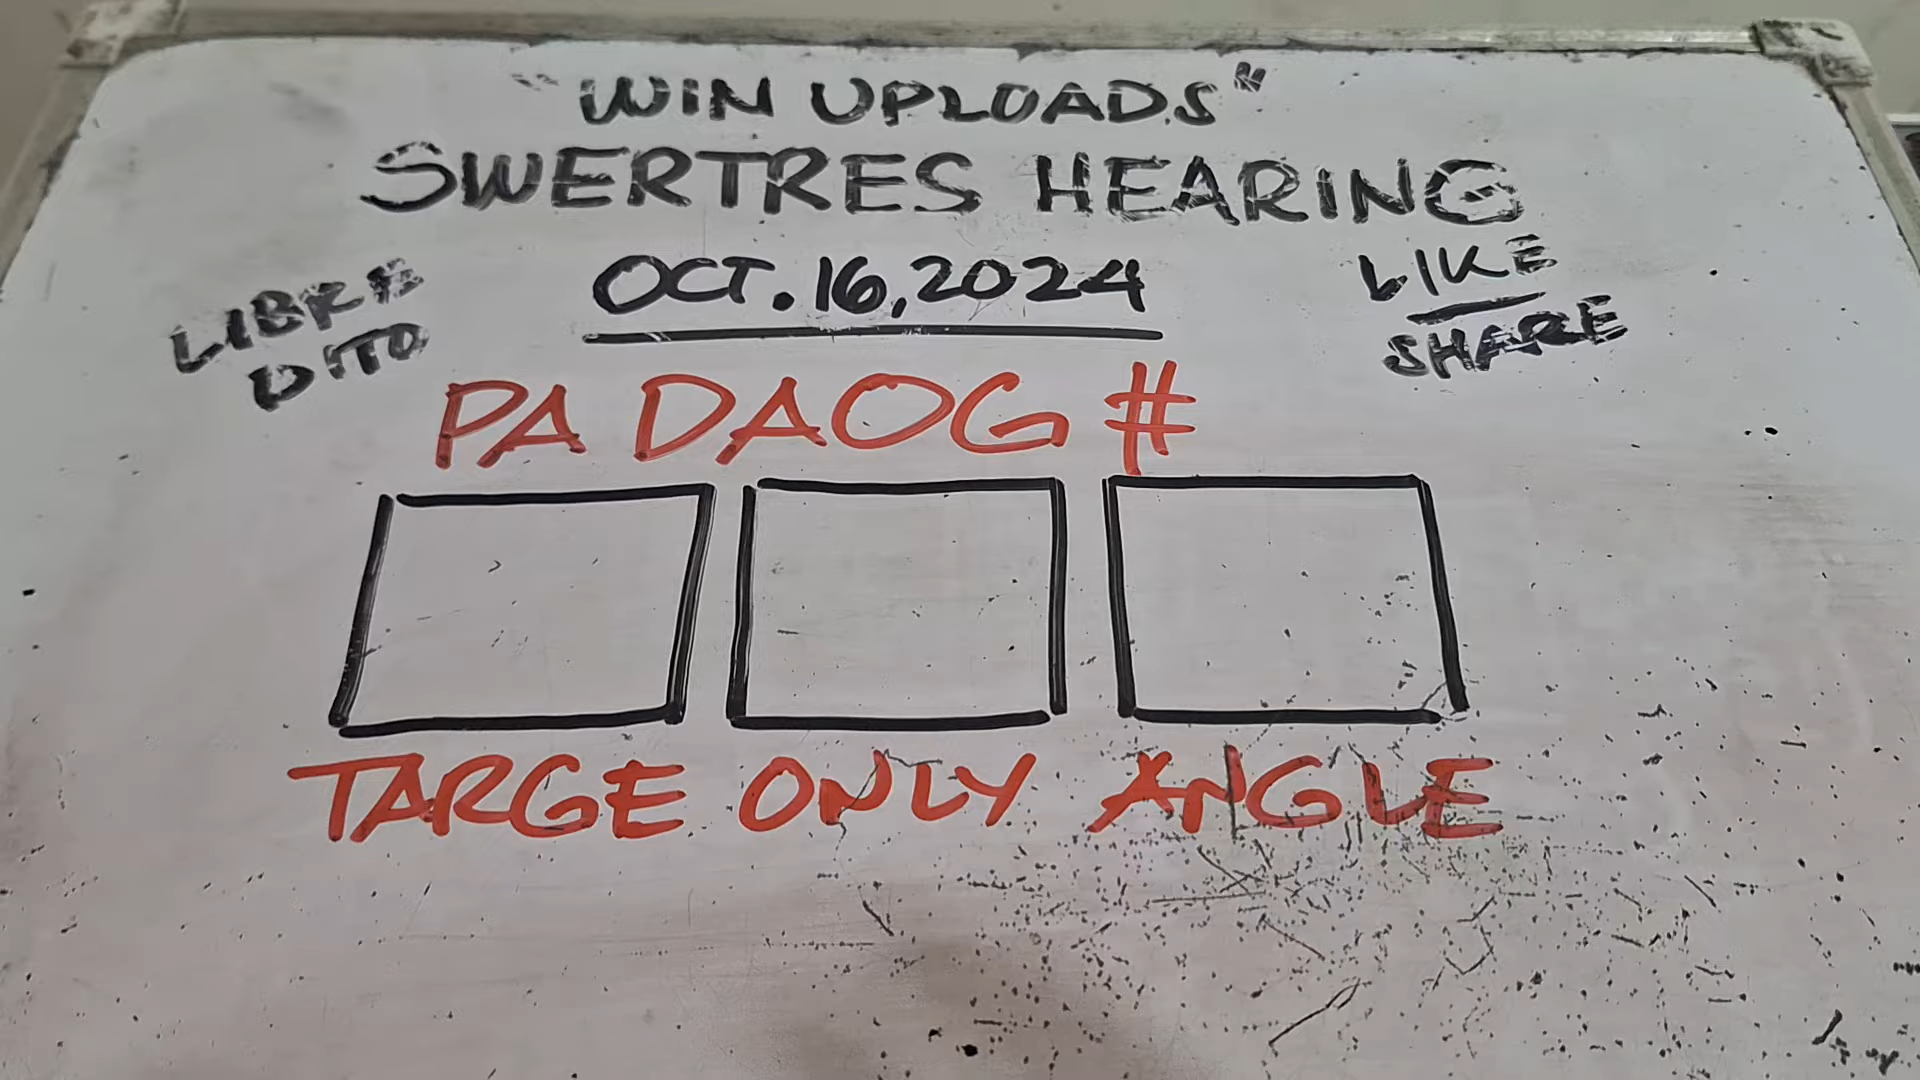 "WIN UPLOADS"
SWERTRES HEARING
OCT.16,2024
LIBRE
DITO
LIKE
SHARE
PA DAOG #
TARGE ONLY ANGLE